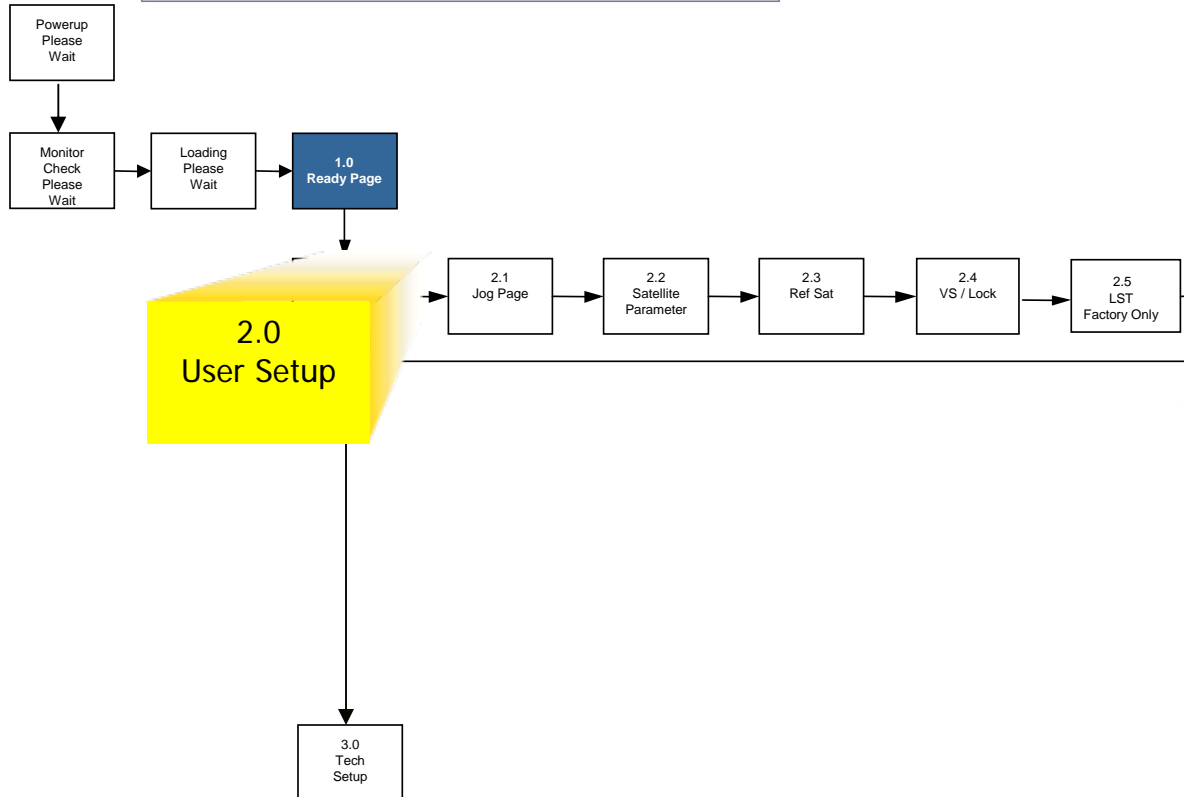 Powerup
Please
Wait
Monitor
Check
Please
Wait
Loading
Please
Wait
1.0
Ready Page
2.0
User Setup
2.1
Jog Page
2.2
Satellite
Parameter
2.3
Ref Sat
2.4
VS / Lock
2.5
LST
Factory Only
3.0
Tech
Setup